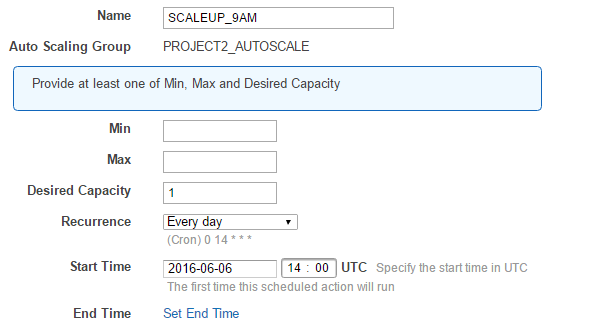 Name SCALEUP_9AM
Auto Scaling Group PROJECT2_AUTOSCALE
Provide at least one of Min, Max and Desired Capacity
Min
Max
Desired Capacity 1
Recurrence Every day
(Cron) 0 14 * * *
Start Time 2016-06-06 14 : 00 UTC Specify the start time in UTC
The first time this scheduled action will run
End Time Set End Time